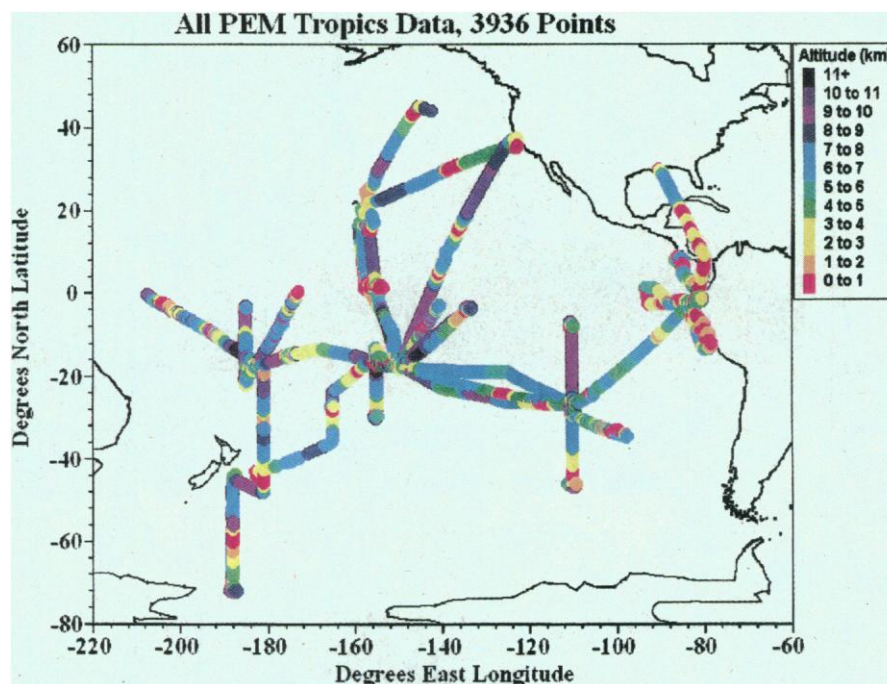 All PEM Tropics Data, 3936 Points
60
40
20
0
-20
-40
-60
-80
Degrees North Latitude
-220
-200
-180
-160
-140
-120
-100
-80
-60
Degrees East Longitude
Altitude (km)
11+
10 to 11
9 to 10
8 to 9
7 to 8
6 to 7
5 to 6
4 to 5
3 to 4
2 to 3
1 to 2
0 to 1